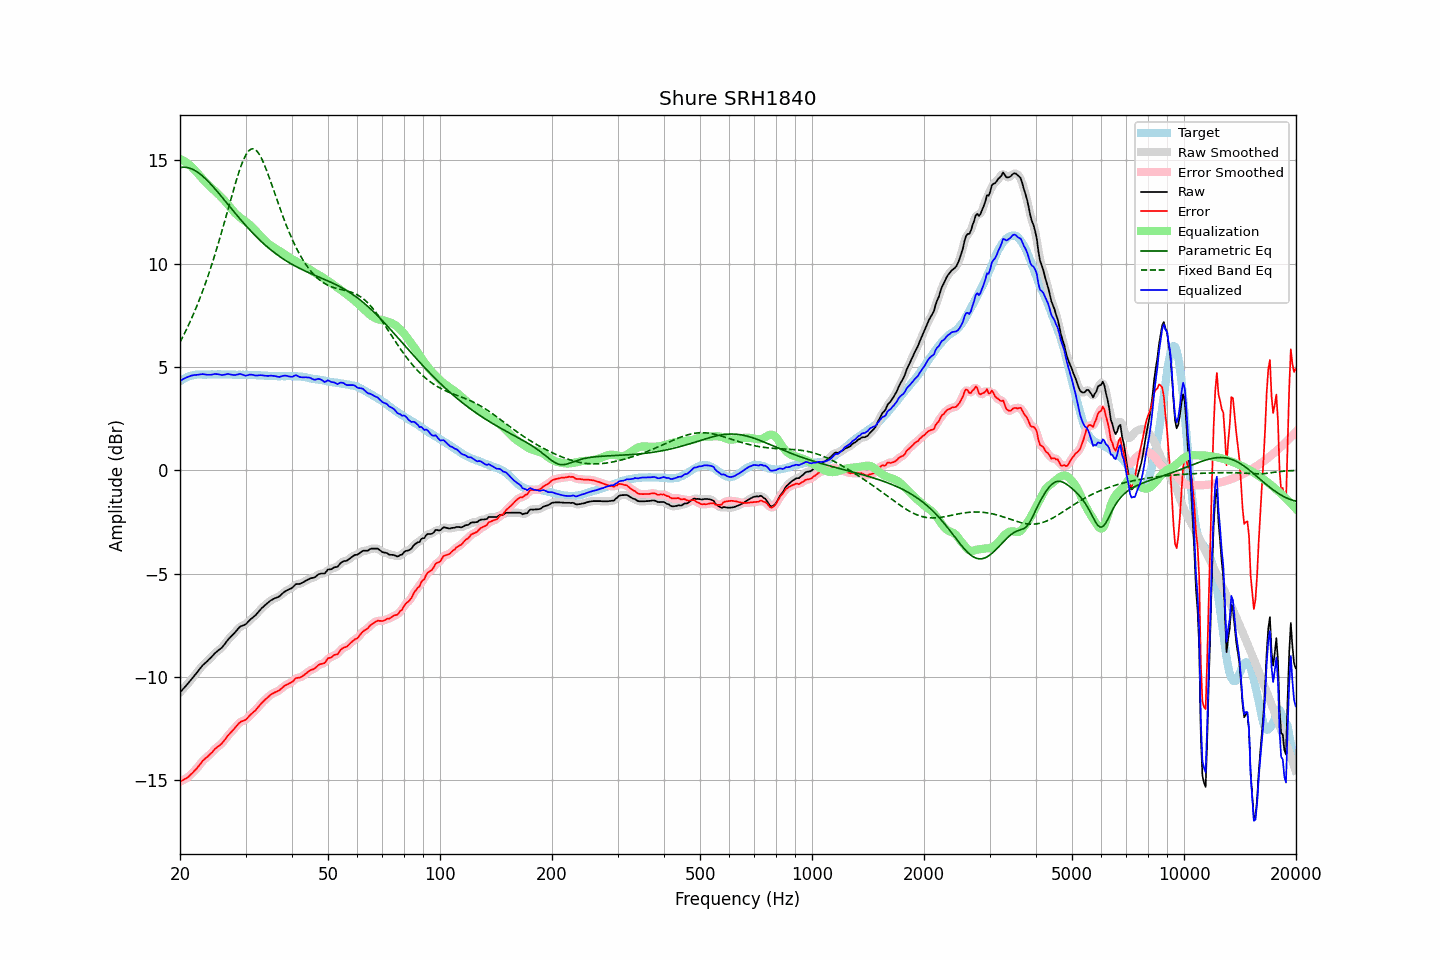 Shure SRH1840
Target
Raw Smoothed
Error Smoothed
Raw
Error
Equalization
Parametric Eq
Fixed Band Eq
Equalized
Amplitude (dBr)
15
10
5
0
−5
−10
−15
20
50
100
200
500
1000
2000
5000
10000
20000
Frequency (Hz)